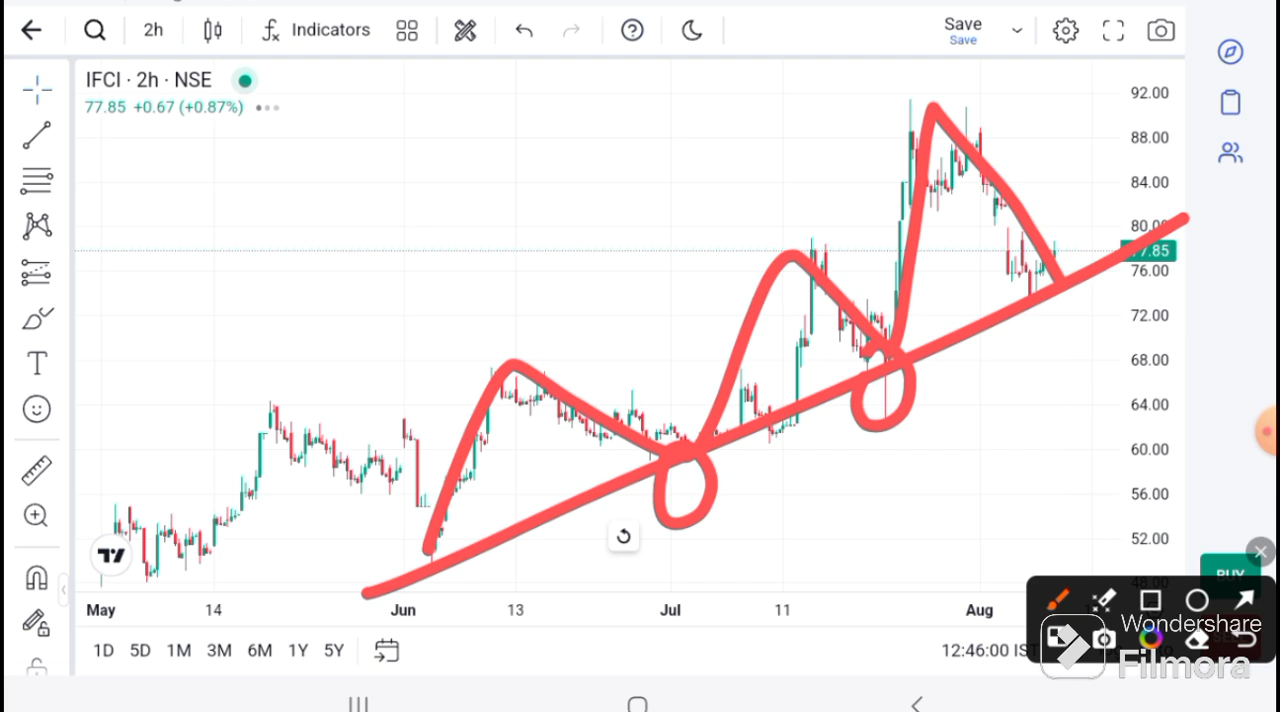 2h
Indicators
Save
Save
IFCI · 2h · NSE
77.85 +0.67 (+0.87%)
92.00
88.00
84.00
80.00
77.85
76.00
72.00
68.00
64.00
60.00
56.00
52.00
48.00
BUY
May 14 Jun 13 Jul 11 Aug
1D 5D 1M 3M 6M 1Y 5Y
12:46:00 IST
Wondershare
Filmora